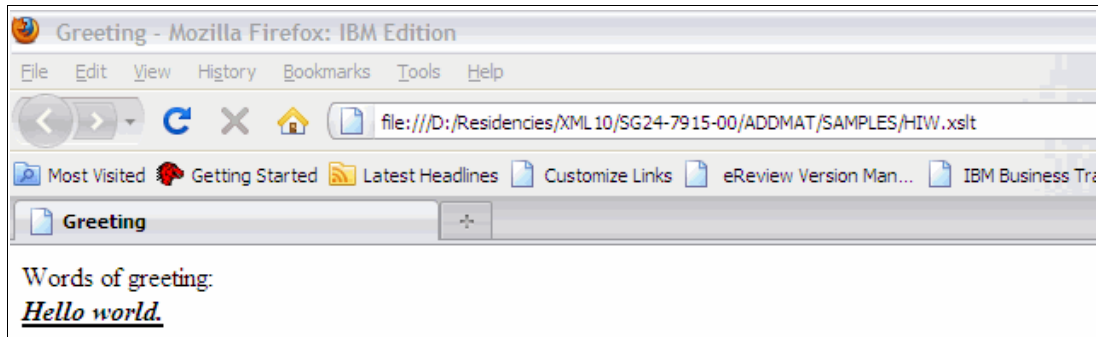 Greeting - Mozilla Firefox: IBM Edition
File Edit View History Bookmarks Tools Help
file:///D:/Residencies/XML10/SG24-7915-00/ADDMAT/SAMPLES/HIW.xslt
Most Visited Getting Started Latest Headlines Customize Links eReview Version Man... IBM Business Tra
Greeting
Words of greeting:
Hello world.